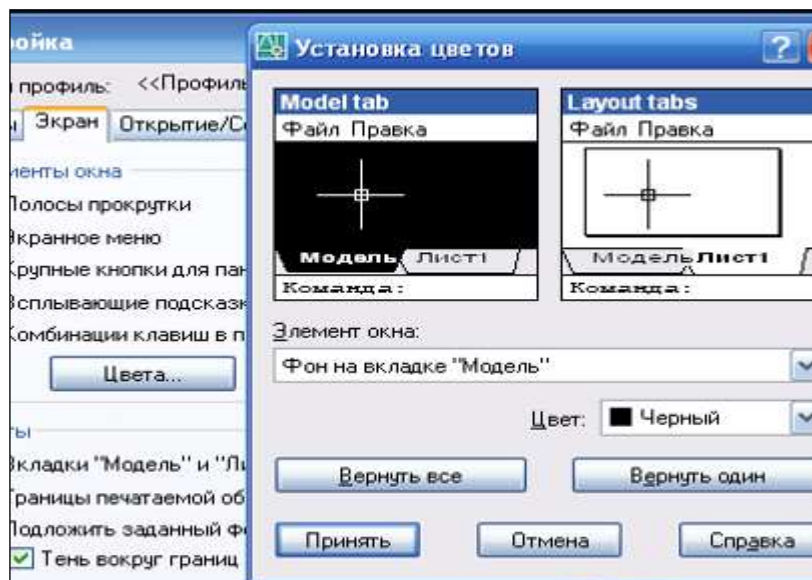 ройка
профиль: <<Профиль
Экран Открытие/Со
менты окна
Полосы прокрутки
Экранное меню
Крупные кнопки для пан
Всплывающие подсказк
Комбинации клавиш в п
Цвета...
ты
Вкладки "Модель" и "Ли
Границы печатаемой об
Подложить заданный фо
Тень вокруг границ
Установка цветов
?
Model tab
Файл Правка
Модель Лист1
Команда:
Layout tabs
Файл Правка
Модель Лист1
Команда:
Элемент окна:
Фон на вкладке "Модель"
Цвет: Черный
Вернуть все Вернуть один
Принять Отмена Справка